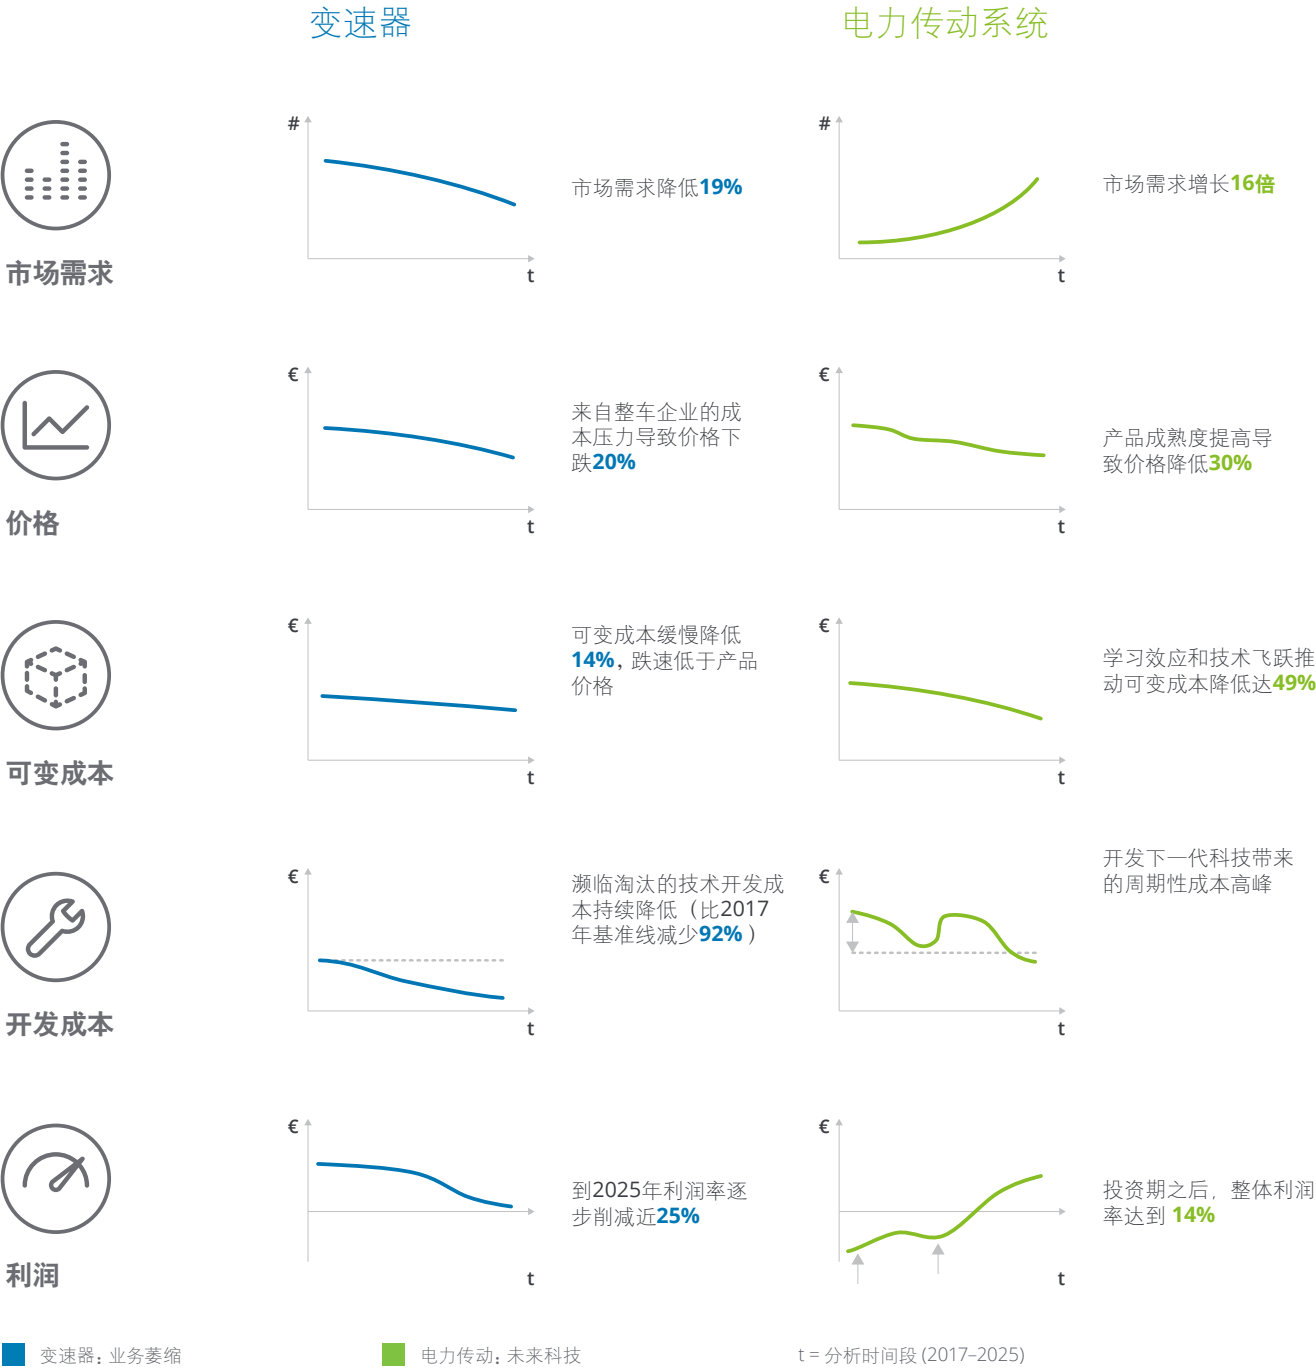 变速器
电力传动系统
#
t
市场需求降低19%
#
t
市场需求增长16倍
市场需求
€
t
来自整车企业的成
本压力导致价格下
跌20%
€
t
产品成熟度提高导
致价格降低30%
价格
€
t
可变成本缓慢降低
14%，跌速低于产品
价格
€
t
学习效应和技术飞跃推
动可变成本降低达49%
可变成本
€
t
濒临淘汰的技术开发成
本持续降低（比2017
年基准线减少92% ）
€
t
开发下一代科技带来
的周期性成本高峰
开发成本
€
t
到2025年利润率逐
步削减近25%
€
t
投资期之后，整体利润
率达到 14%
利润
变速器：业务萎缩
电力传动：未来科技
t = 分析时间段 (2017–2025)